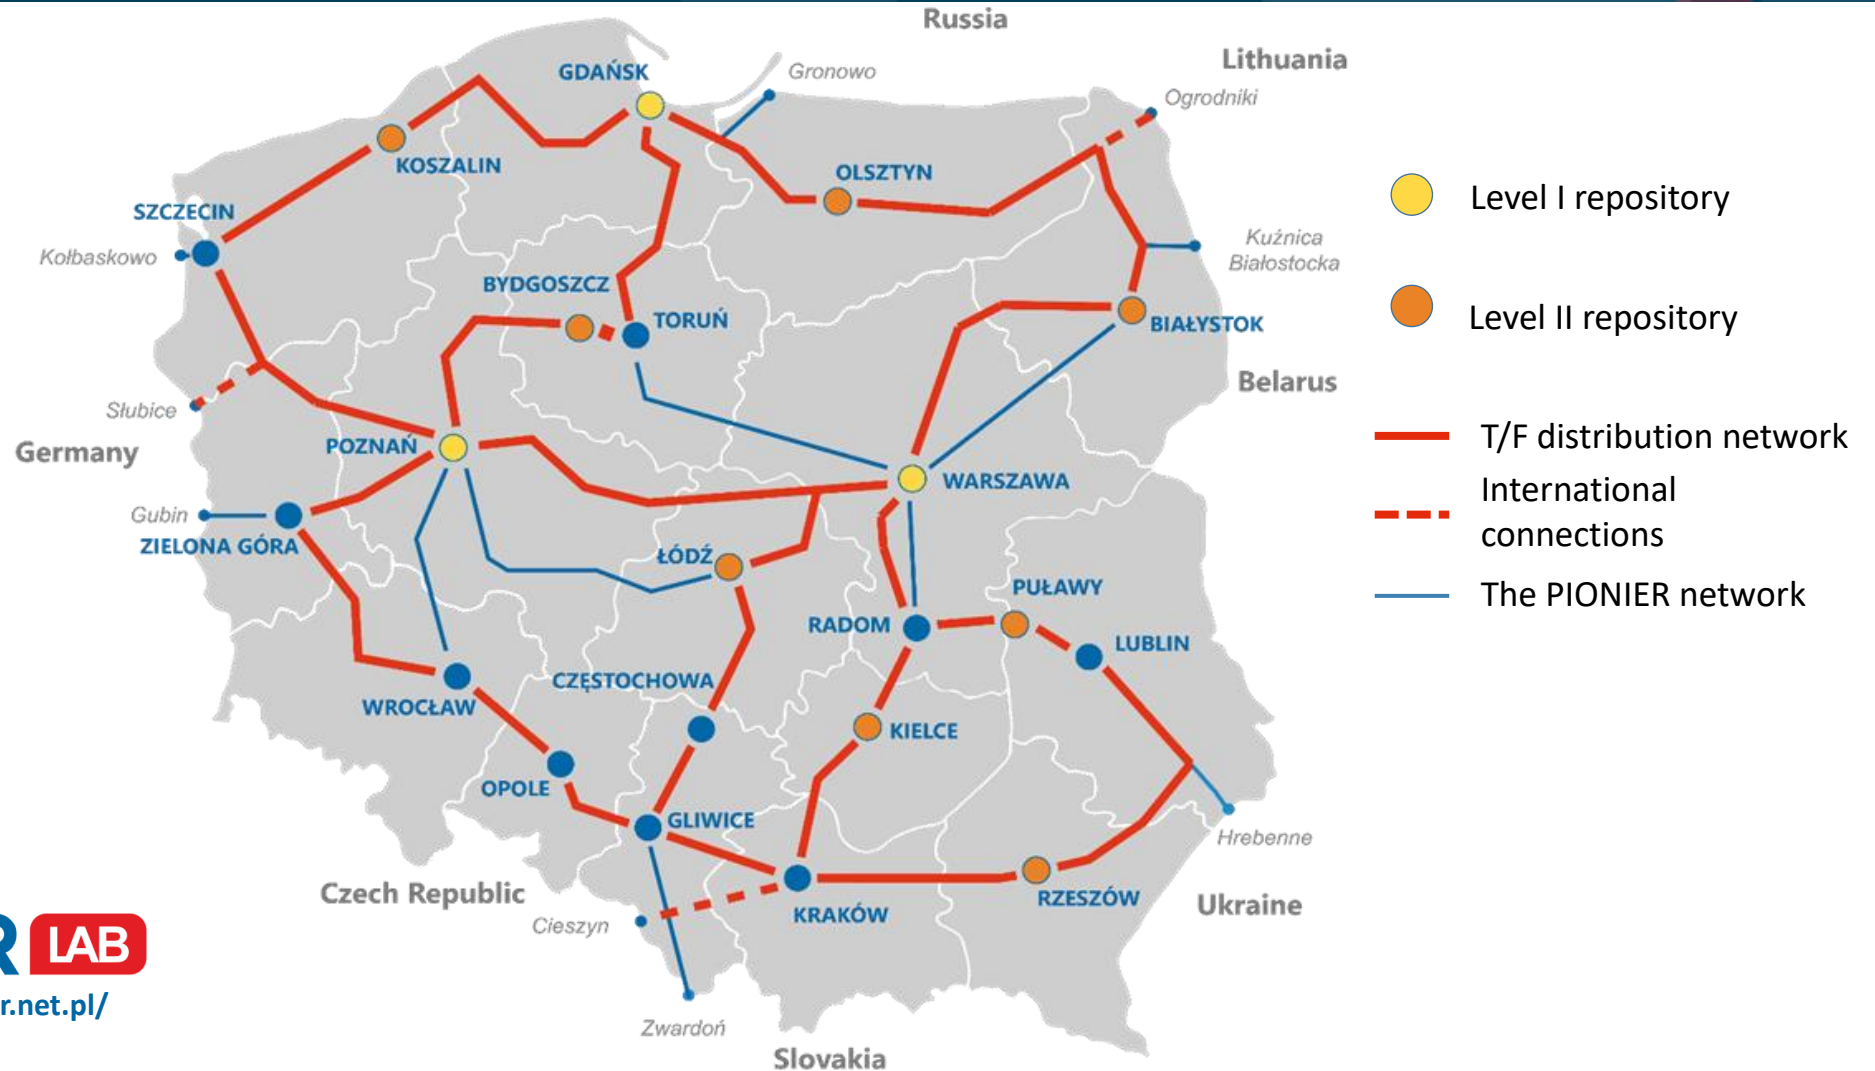 Russia
Lithuania
GDAŃSK
Gronowo
Ogrodniki
KOSZALIN
OLSZTYN
Level I repository
SZCZECIN
Kołbaskowo
Kuźnica
Białostocka
BYDGOSZCZ
TORUŃ
BIAŁYSTOK
Level II repository
Belarus
Słubice
Germany
POZNAŃ
WARSZAWA
T/F distribution network
International
connections
Gubin
ZIELONA GÓRA
ŁÓDŹ
PUŁAWY
The PIONIER network
RADOM
LUBLIN
CZĘSTOCHOWA
WROCŁAW
KIELCE
OPOLE
GLIWICE
Hrebenne
Czech Republic
Cieszyn
KRAKÓW
RZESZÓW
Ukraine
R LAB
r.net.pl/
Zwardoń
Slovakia